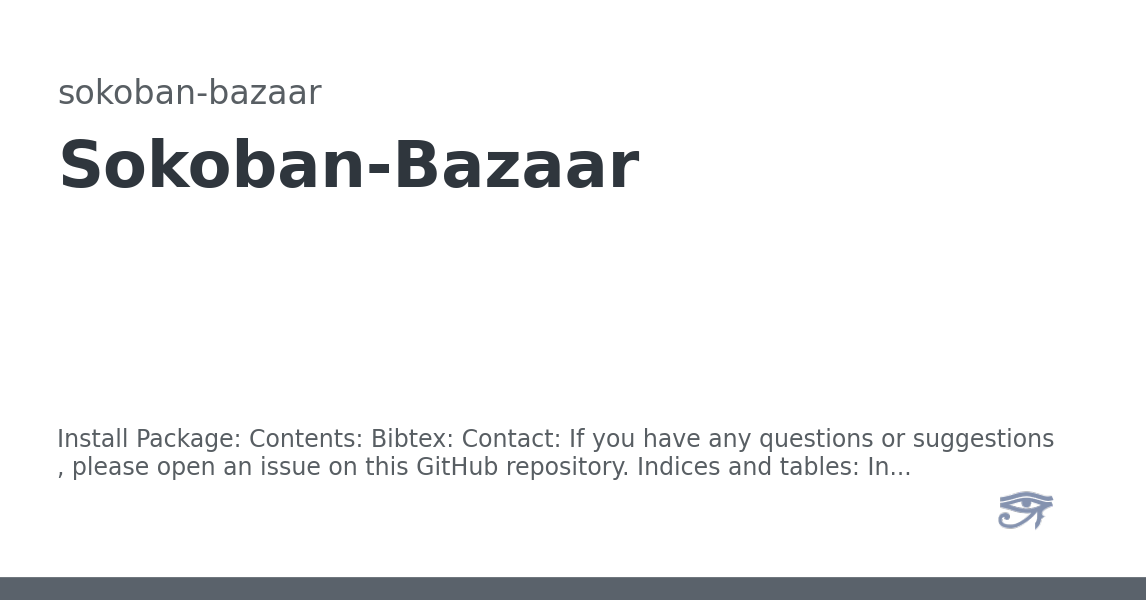 sokoban-bazaar
Sokoban-Bazaar
Install Package: Contents: Bibtex: Contact: If you have any questions or suggestions
, please open an issue on this GitHub repository. Indices and tables: In...